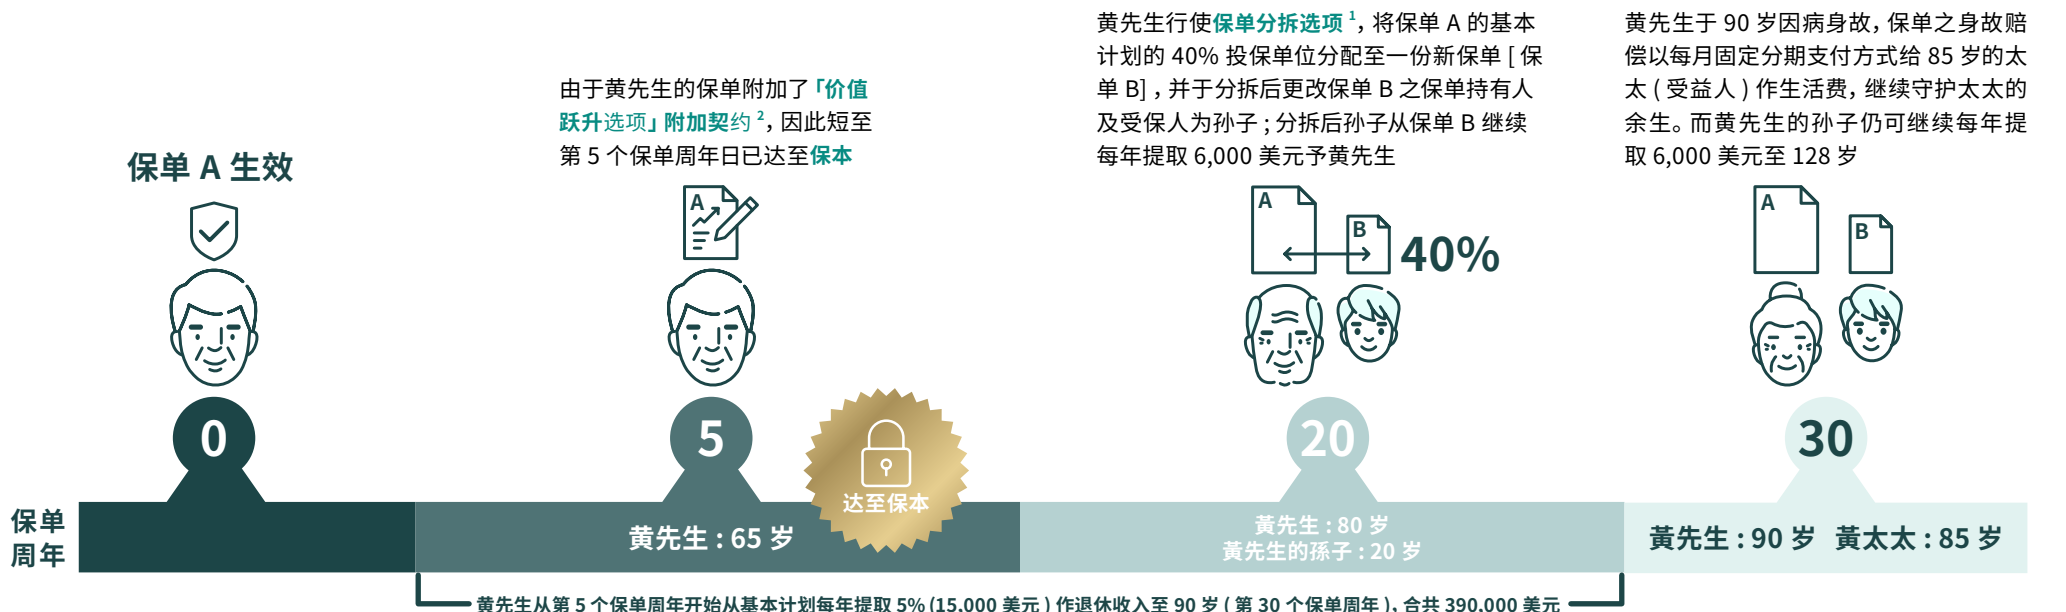 保单 A 生效
由于黄先生的保单附加了「价值
跃升选项」附加契约 2，因此短至
第 5 个保单周年日已达至保本
黄先生行使保单分拆选项 1，将保单 A 的基本
计划的 40% 投保单位分配至一份新保单 [ 保
单 B]，并于分拆后更改保单 B 之保单持有人
及受保人为孙子 ; 分拆后孙子从保单 B 继续
每年提取 6,000 美元予黄先生
黄先生于 90 岁因病身故，保单之身故赔
偿以每月固定分期支付方式给 85 岁的太
太 ( 受益人 ) 作生活费，继续守护太太的
余生。而黄先生的孙子仍可继续每年提
取 6,000 美元至 128 岁
A
A
B
40%
A
B
0
5
20
30
达至保本
保单
周年
黄先生 : 65 岁
黃先生 : 80 岁
黃先生的孫子 : 20 岁
黃先生 : 90 岁 黃太太 : 85 岁
黄先生从第 5 个保单周年开始从基本计划每年提取 5% (15,000 美元 ) 作退休收入至 90 岁 ( 第 30 个保单周年 ), 合共 390,000 美元